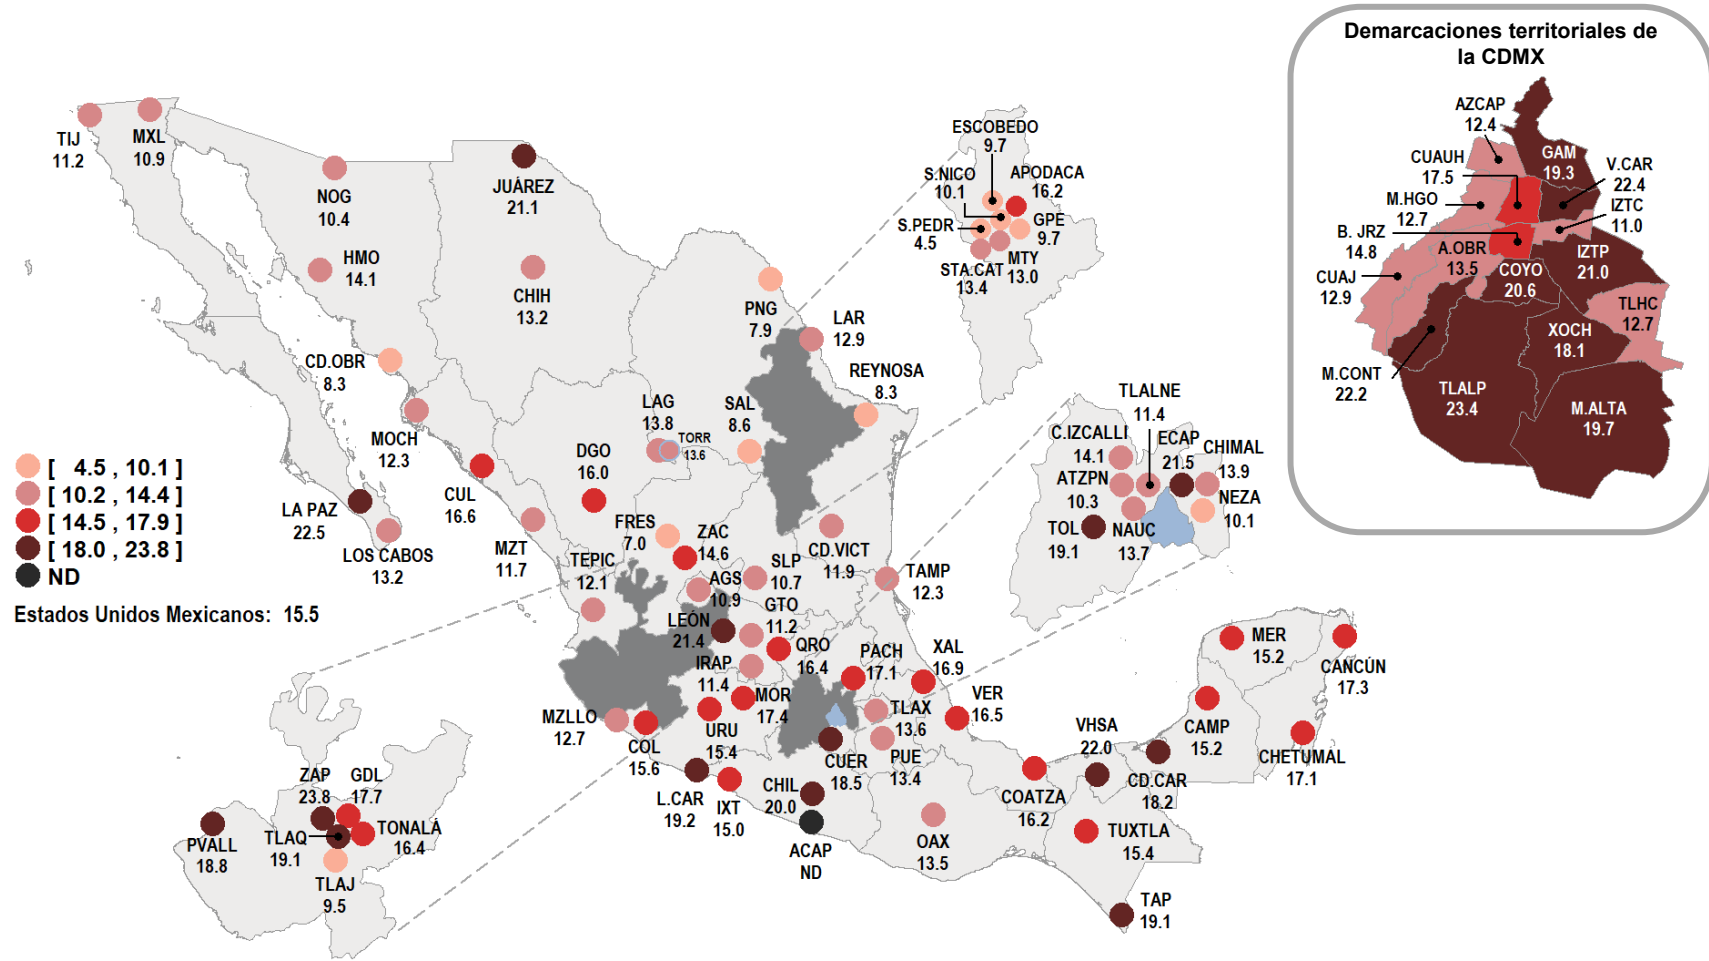 Demarcaciones territoriales de
la CDMX
AZCAP
12.4
CUAUH
17.5
GAM
19.3
V.CAR
22.4
M.HGO
12.7
IZTC
11.0
B. JRZ
14.8
A.OBR
13.5
IZTP
21.0
CUAJ
12.9
COYO
20.6
TLHC
12.7
XOCH
18.1
M.CONT
22.2
TLALP
23.4
M.ALTA
19.7
TIJ
11.2
MXL
10.9
NOG
10.4
JUÁREZ
21.1
HMO
14.1
CHIH
13.2
CD.OBR
8.3
MOCH
12.3
LA PAZ
22.5
LOS CABOS
13.2
CUL
16.6
MZT
11.7
DGO
16.0
LAG
13.8
TORR
13.6
SAL
8.6
PNG
7.9
LAR
12.9
REYNOSA
8.3
ESCOBEDO
9.7
S.NICO
10.1
APODACA
16.2
S.PEDR
4.5
GPE
9.7
STA.CAT
13.4
MTY
13.0
FRES
7.0
ZAC
14.6
TEPIC
12.1
AGS
10.9
SLP
10.7
CD.VICT
11.9
TAMP
12.3
LEÓN
21.4
GTO
11.2
IRAP
11.4
QRO
16.4
PACH
17.1
XAL
16.9
VER
16.5
MZLLO
12.7
COL
15.6
URU
15.4
MOR
17.4
TLAX
13.6
PUE
13.4
CUER
18.5
L.CAR
19.2
IXT
15.0
CHIL
20.0
ACAP
ND
OAX
13.5
COATZA
16.2
VHSA
22.0
CD.CAR
18.2
TUXTLA
15.4
TAP
19.1
CAMP
15.2
MER
15.2
CANCÚN
17.3
CHETUMAL
17.1
TLALNE
11.4
C.IZCALLI
14.1
ECAP
21.5
CHIMAL
13.9
ATZPN
10.3
NEZA
10.1
TOL
19.1
NAUC
13.7
ZAP
23.8
GDL
17.7
PVALL
18.8
TLAQ
19.1
TONALÁ
16.4
TLAJ
9.5
[ 4.5 , 10.1 ]
[ 10.2 , 14.4 ]
[ 14.5 , 17.9 ]
[ 18.0 , 23.8 ]
ND
Estados Unidos Mexicanos: 15.5